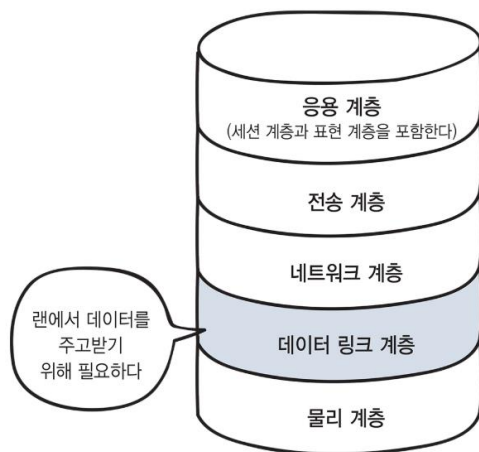 응용 계층
(세션 계층과 표현 계층을 포함한다)
전송 계층
네트워크 계층
랜에서 데이터를
주고받기
위해 필요하다
데이터 링크 계층
물리 계층